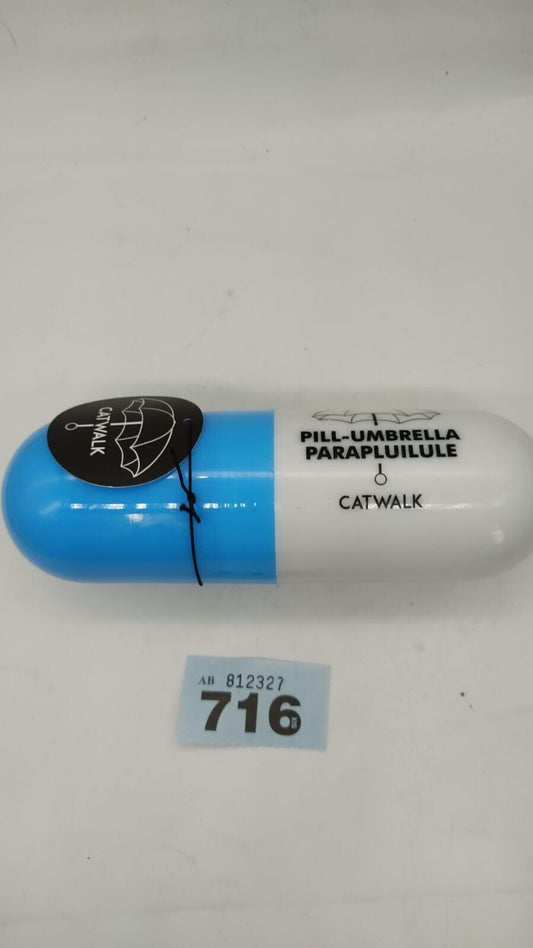 CATWALK
PILL-UMBRELLA
PARAPLUILULE
CATWALK
AB 812327
716